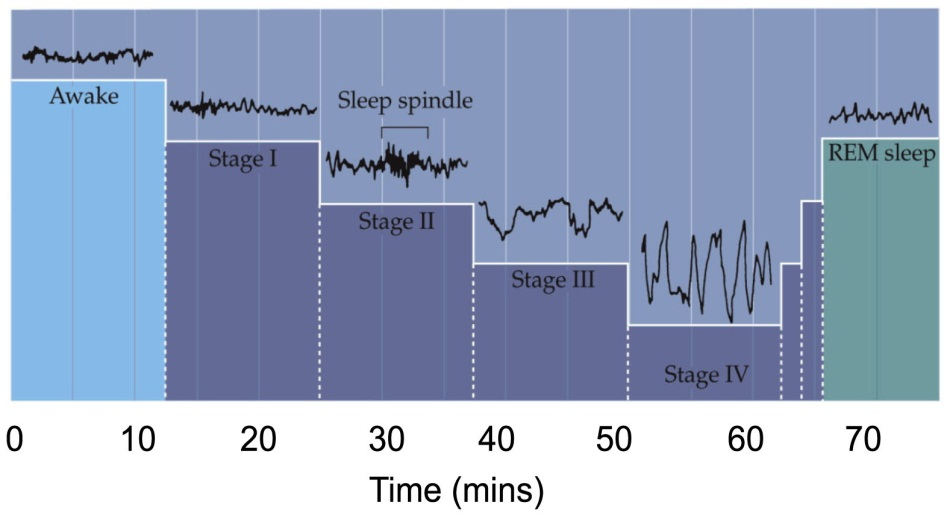 Awake
Sleep spindle
Stage I
REM sleep
Stage II
Stage III
Stage IV
0 10 20 30 40 50 60 70
Time (mins)